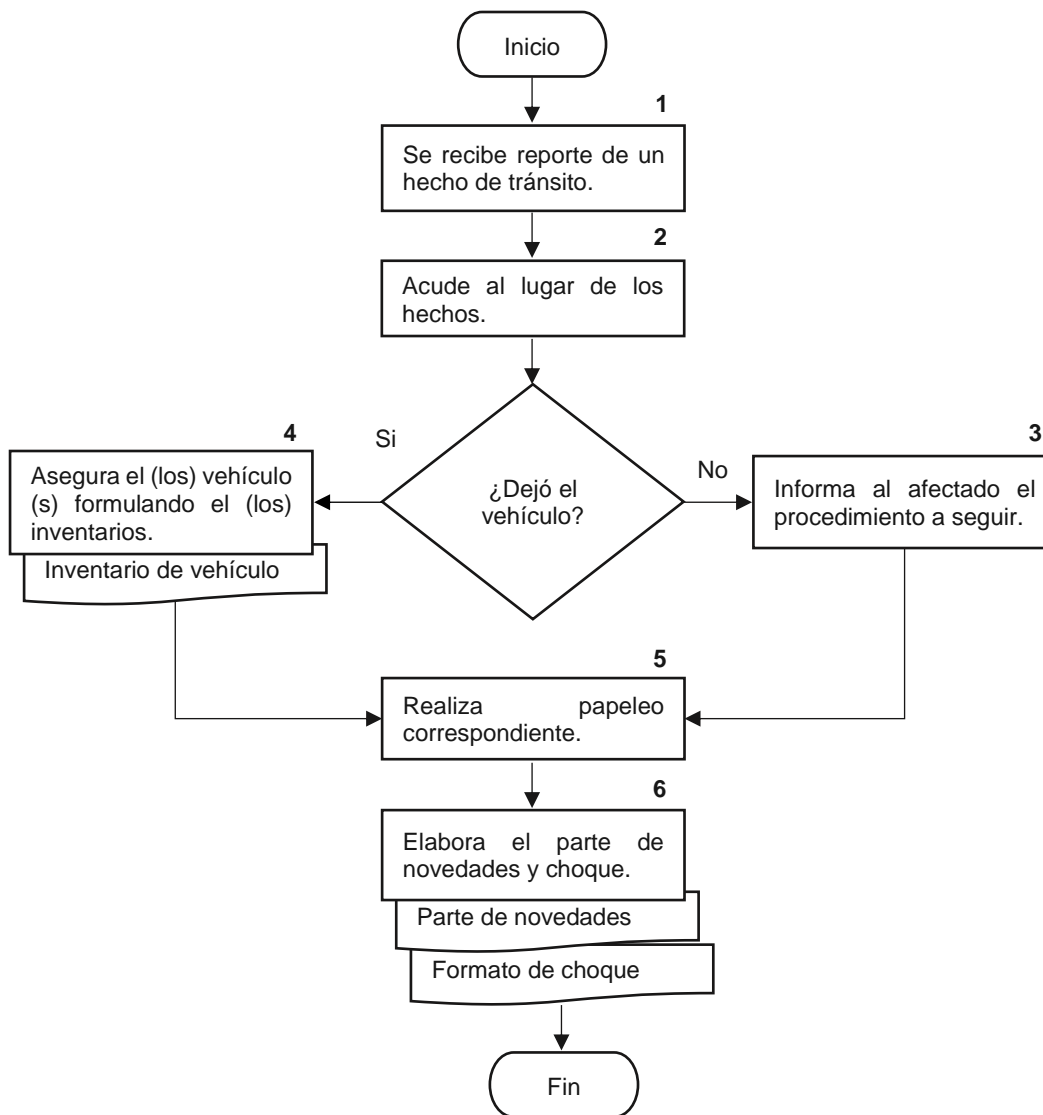 Inicio
1
Se recibe reporte de un
hecho de tránsito.
2
Acude al lugar de los
hechos.
4
Si
Asegura el (los) vehículo
(s) formulando el (los)
inventarios.
Inventario de vehículo
¿Dejó el
vehículo?
No
3
Informa al afectado el
procedimiento a seguir.
5
Realiza papeleo
correspondiente.
6
Elabora el parte de
novedades y choque.
Parte de novedades
Formato de choque
Fin